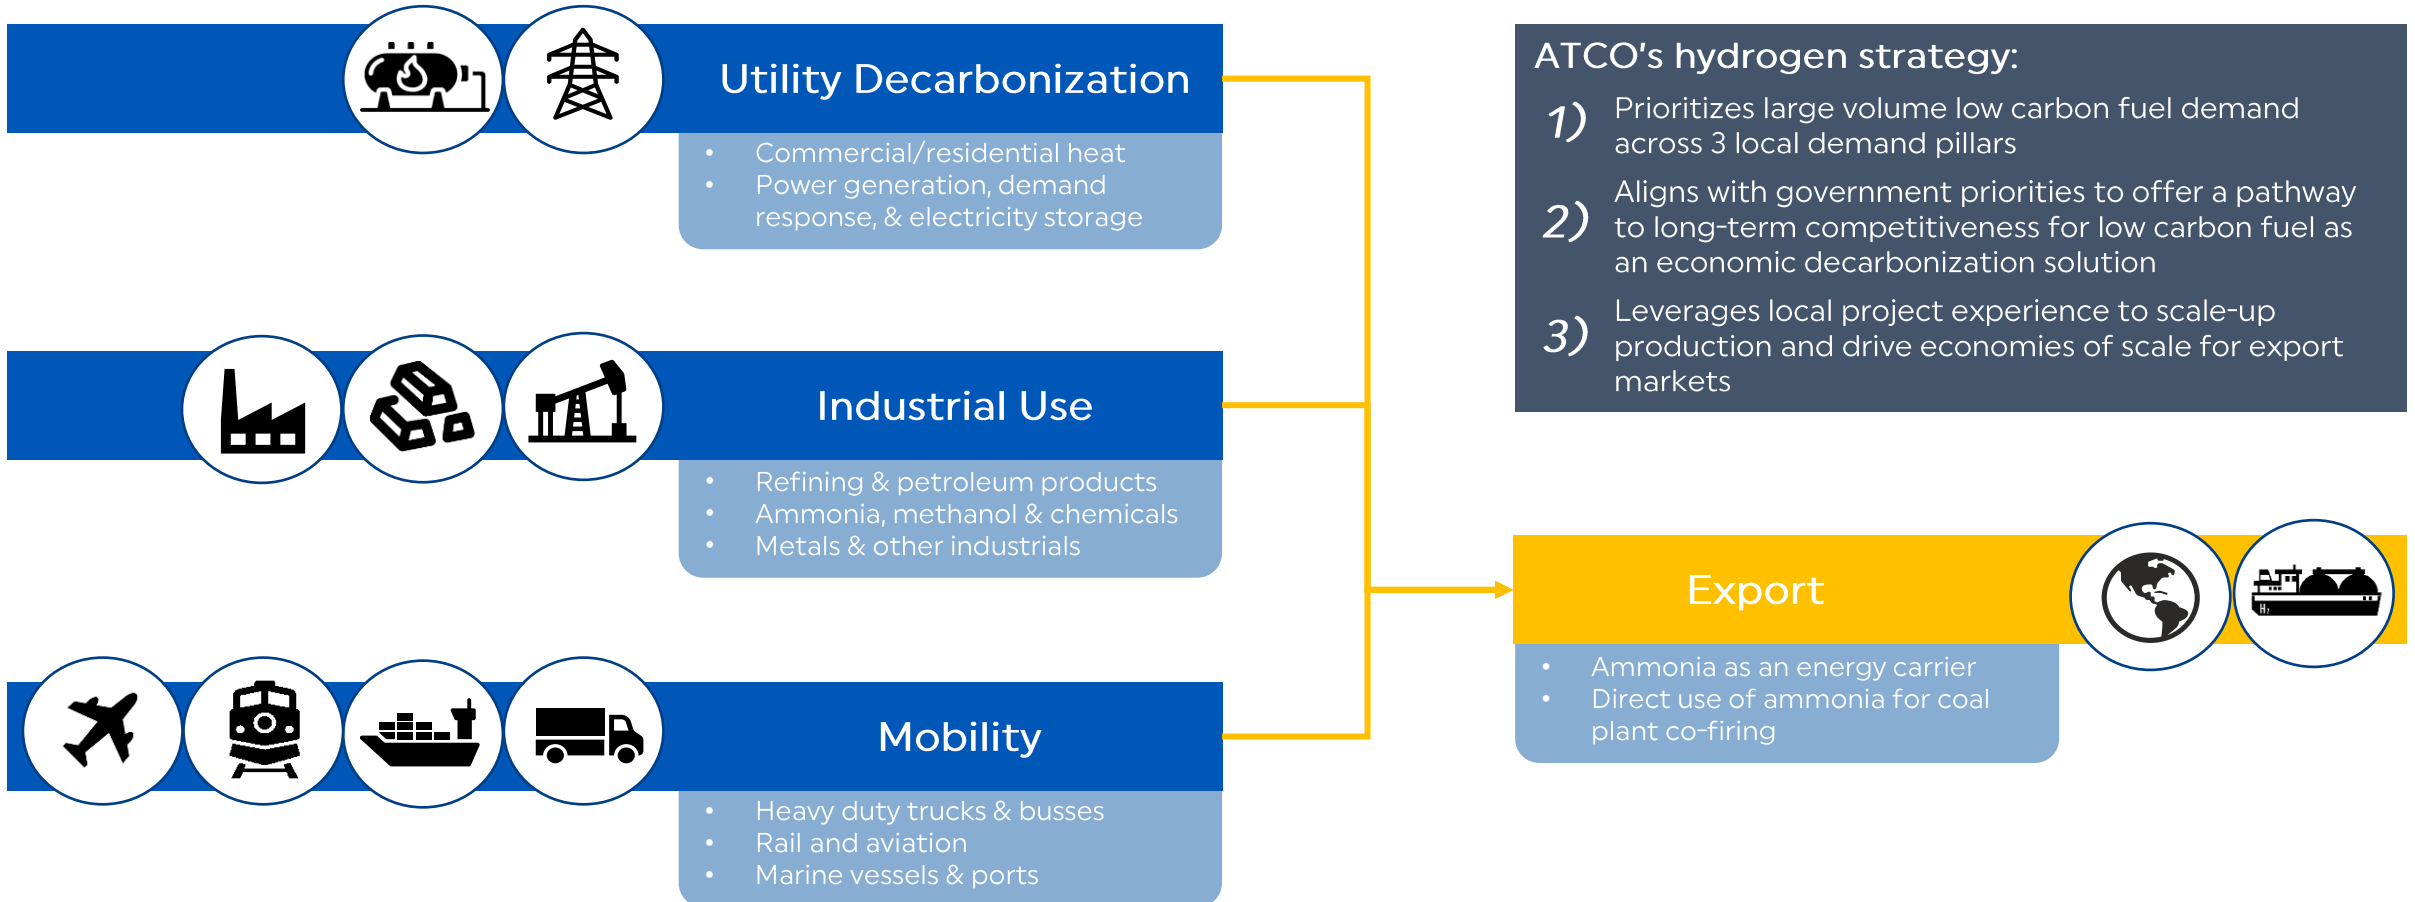 Utility Decarbonization
• Commercial/residential heat
• Power generation, demand
response, & electricity storage
Industrial Use
• Refining & petroleum products
• Ammonia, methanol & chemicals
• Metals & other industrials
Mobility
• Heavy duty trucks & busses
• Rail and aviation
• Marine vessels & ports
ATCO's hydrogen strategy:
1) Prioritizes large volume low carbon fuel demand
across 3 local demand pillars
2) Aligns with government priorities to offer a pathway
to long-term competitiveness for low carbon fuel as
an economic decarbonization solution
3) Leverages local project experience to scale-up
production and drive economies of scale for export
markets
Export
H₂
• Ammonia as an energy carrier
• Direct use of ammonia for coal
plant co-firing